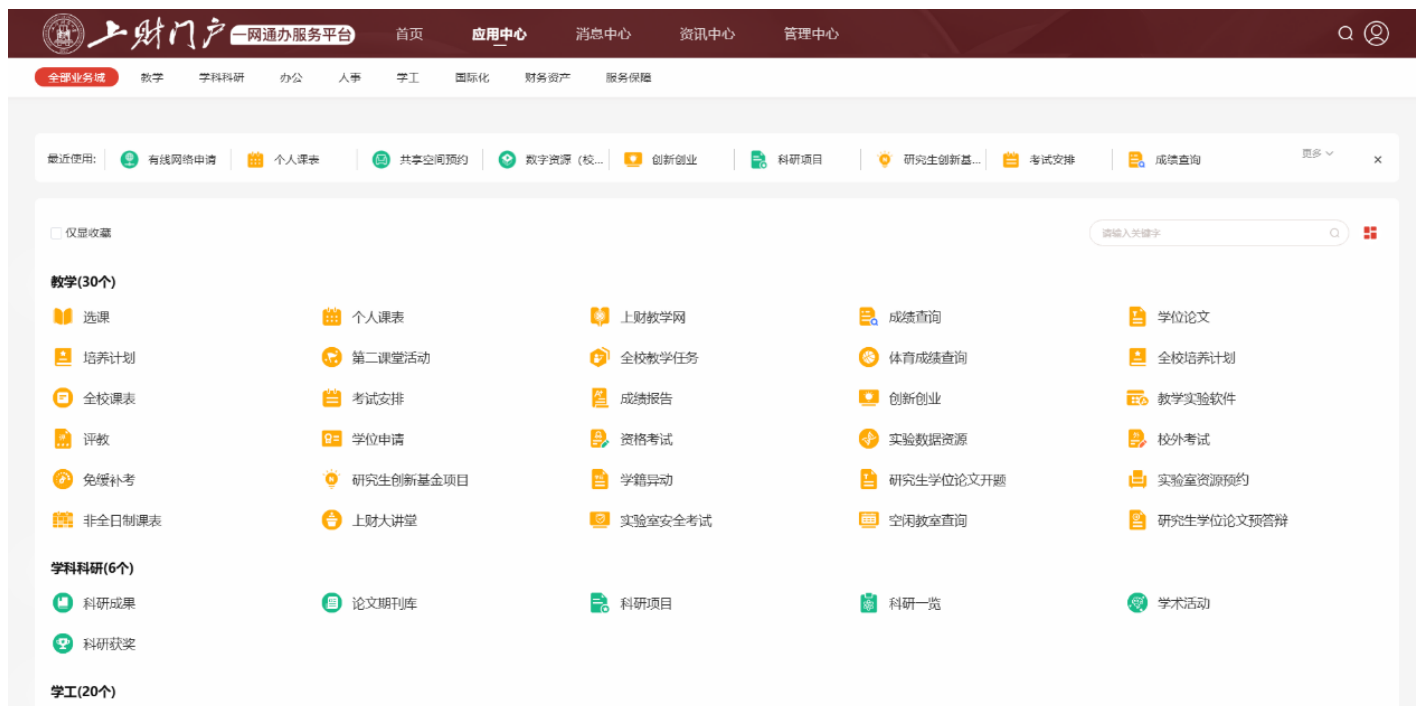 上财门户 一网通办服务平台 首页 应用中心 消息中心 资讯中心 管理中心
全部业务域 教学 学科科研 办公 人事 学工 国际化 财务资产 服务保障
最近使用: 有线网络申请 个人课表 共享空间预约 数字资源（校... 创新创业 科研项目 研究生创新基... 考试安排 成绩查询 更多
仅显收藏 请输入关键字
教学(30个)
选课 个人课表 上财教学网 成绩查询 学位论文
培养计划 第二课堂活动 全校教学任务 体育成绩查询 全校培养计划
全校课表 考试安排 成绩报告 创新创业 教学实验软件
评教 学位申请 资格考试 实验数据资源 校外考试
免缓补考 研究生创新基金项目 学籍异动 研究生学位论文开题 实验室资源预约
非全日制课表 上财大讲堂 实验室安全考试 空闲教室查询 研究生学位论文预答辩
学科科研(6个)
科研成果 论文期刊库 科研项目 科研一览 学术活动
科研获奖
学工(20个)